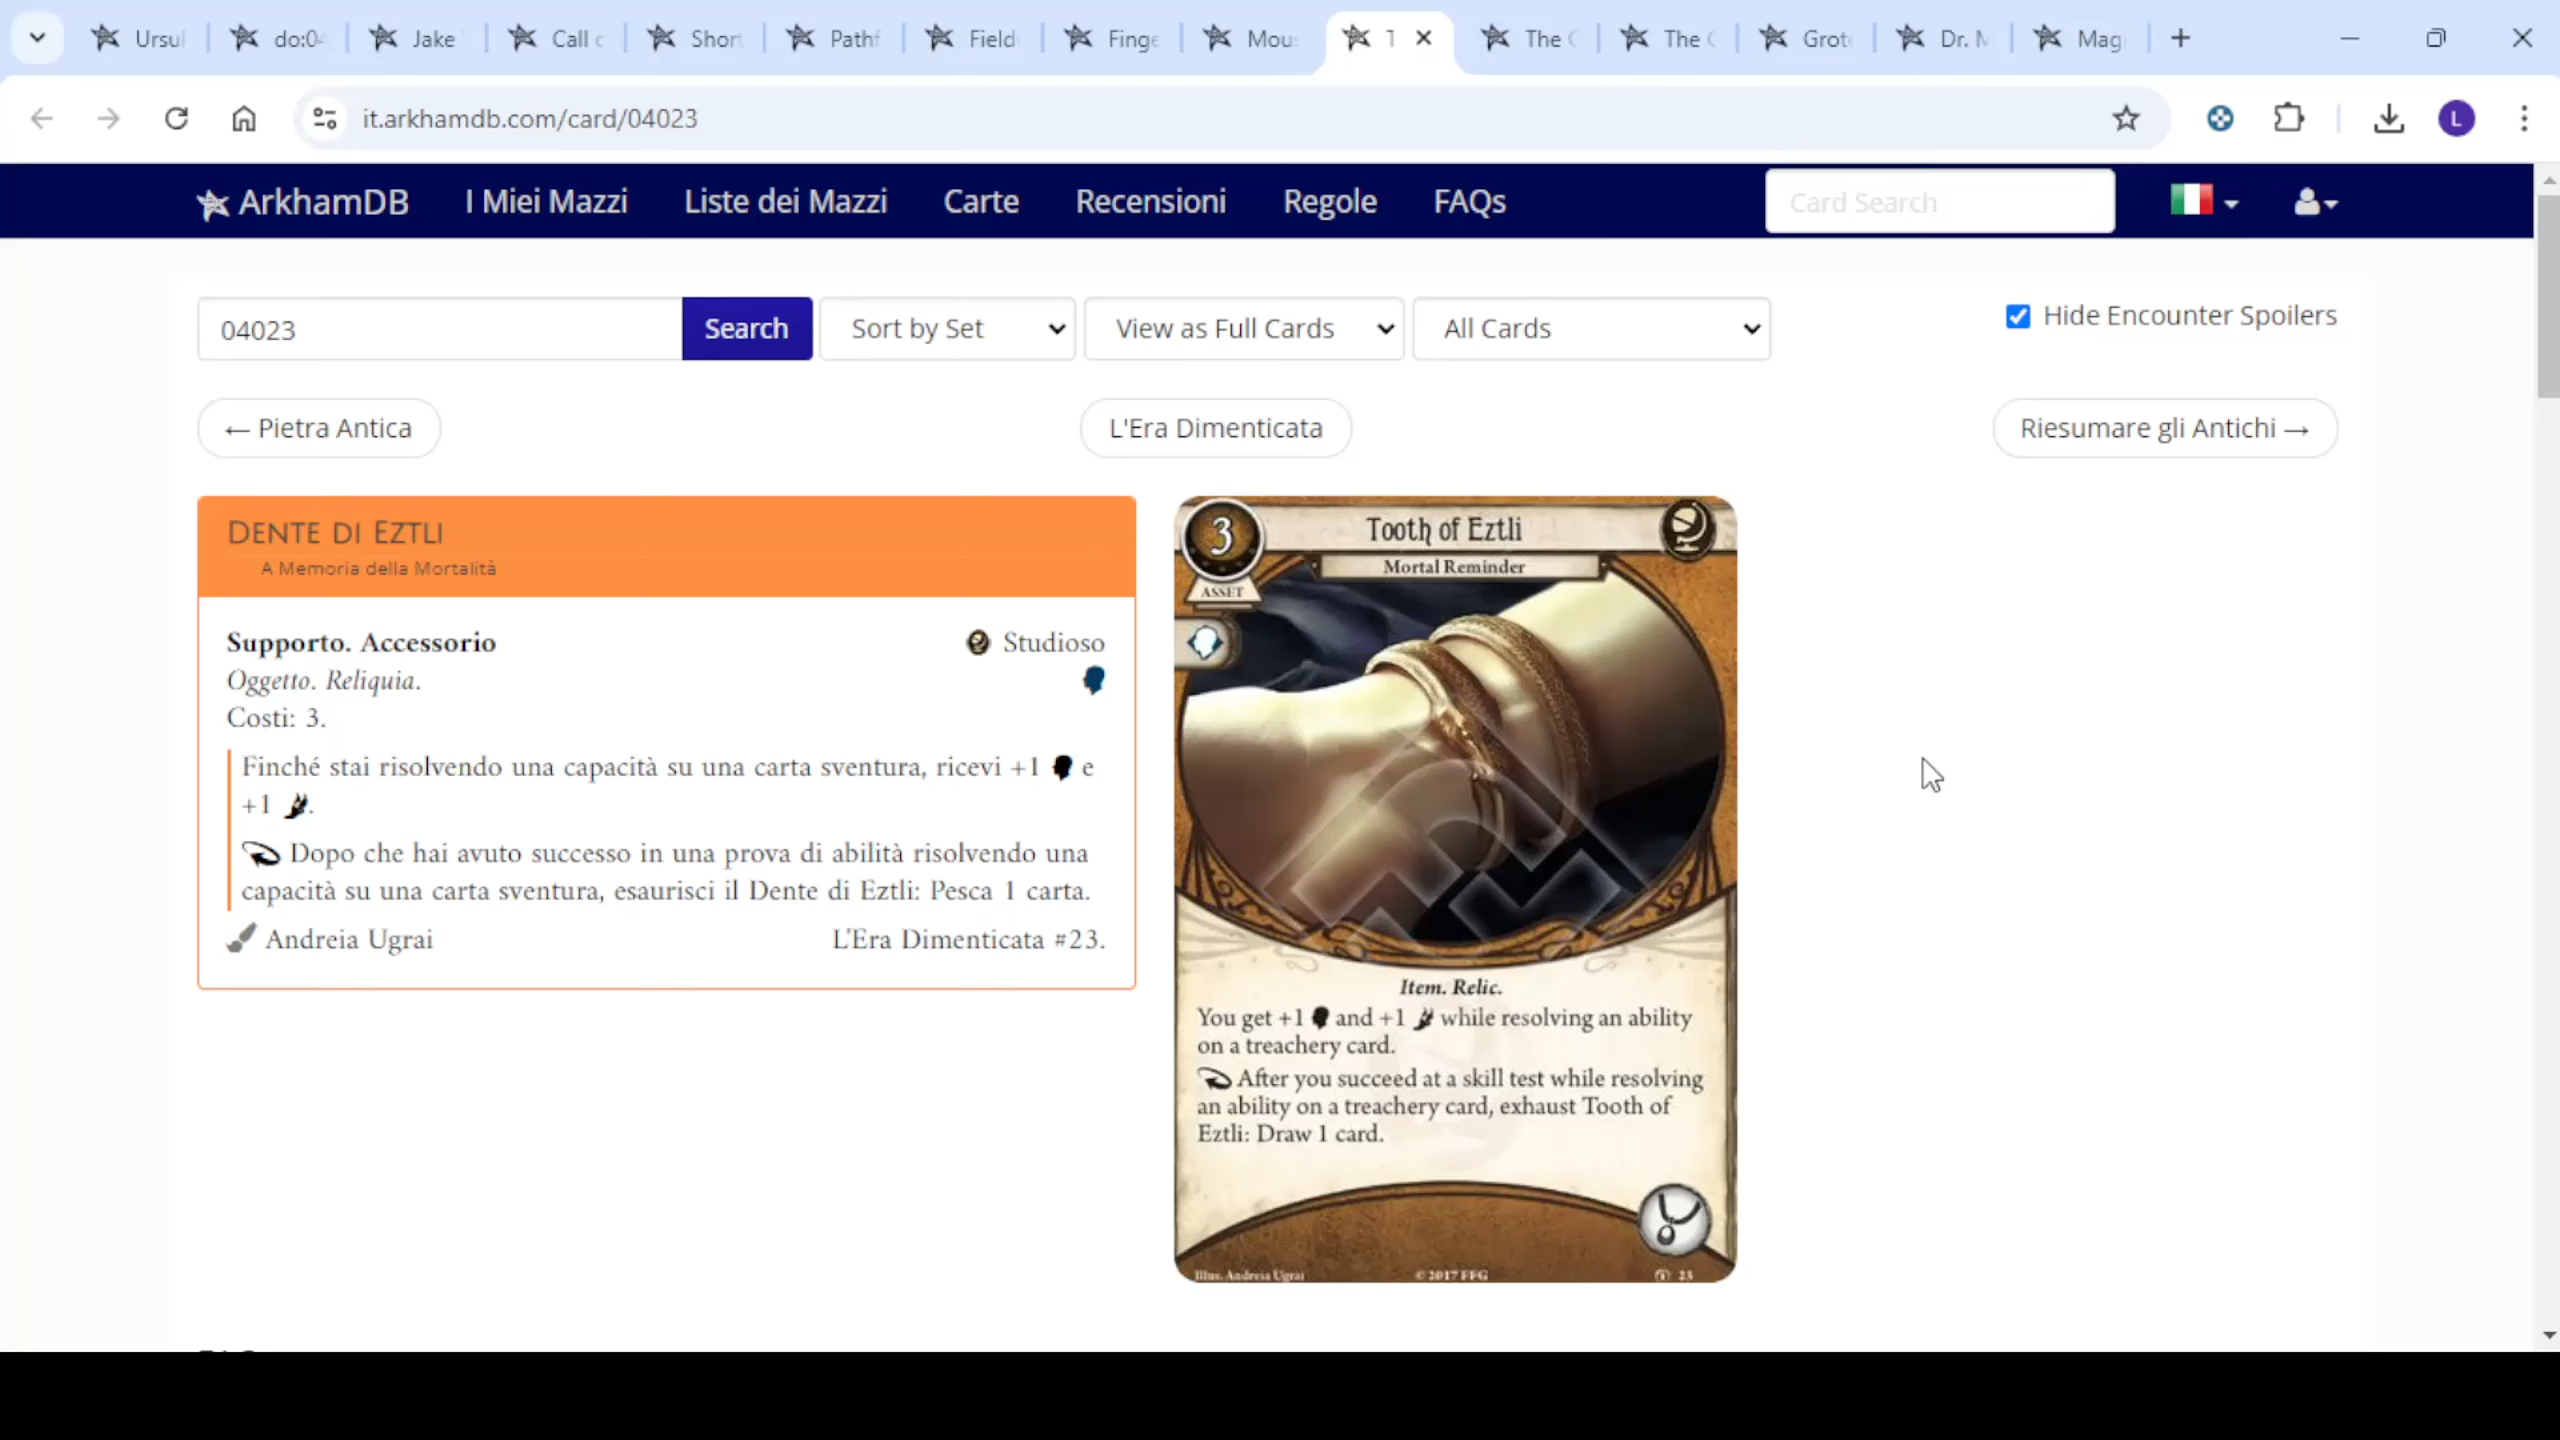 Ursul
do:04
Jake
Call c
Short
Pathf
Field
Finge
Mou
T
The C
The C
Grot
Dr. M
Mag
it.arkhamdb.com/card/04023
L
ArkhamDB
I Miei Mazzi
Liste dei Mazzi
Carte
Recensioni
Regole
FAQs
Card Search
04023
Search
Sort by Set
View as Full Cards
All Cards
Hide Encounter Spoilers
← Pietra Antica
L'Era Dimenticata
Riesumare gli Antichi →
Dente di Eztli
A Memoria della Mortalità
Supporto. Accessorio
Studioso
Oggetto. Reliquia.
Costi: 3.
Finché stai risolvendo una capacità su una carta sventura, ricevi +1 e
+1 .
Dopo che hai avuto successo in una prova di abilità risolvendo una
capacità su una carta sventura, esaurisci il Dente di Eztli: Pesca 1 carta.
Andreia Ugrai
L'Era Dimenticata #23.
3
Tooth of Eztli
Mortal Reminder
ASSET
Item. Relic.
You get +1 and +1 while resolving an ability
on a treachery card.
After you succeed at a skill test while resolving
an ability on a treachery card, exhaust Tooth of
Eztli: Draw 1 card.
Illus. Andreia Ugrai
© 2017 FFG
23